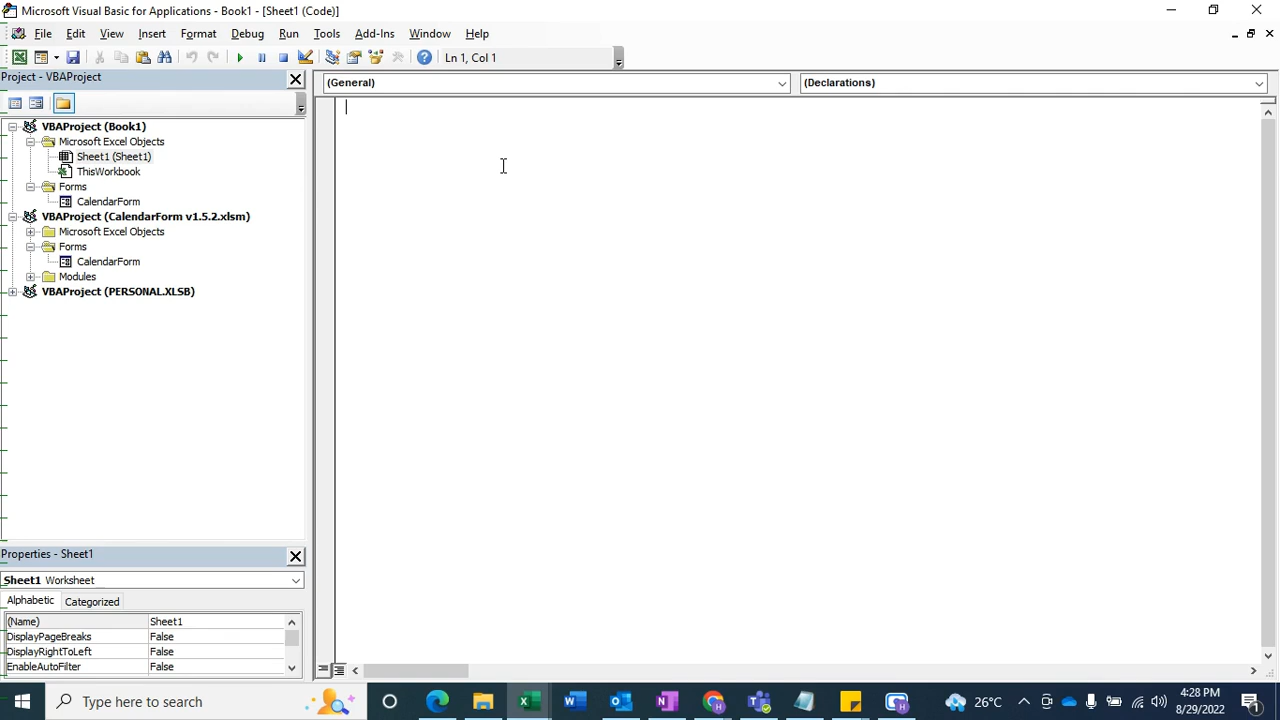 Microsoft Visual Basic for Applications - Book1 - [Sheet1 (Code)]
File Edit View Insert Format Debug Run Tools Add-Ins Window Help
Ln 1, Col 1
Project - VBAProject
(General) (Declarations)
VBAProject (Book1)
Microsoft Excel Objects
Sheet1 (Sheet1)
ThisWorkbook
Forms
CalendarForm
VBAProject (CalendarForm v1.5.2.xlsm)
Microsoft Excel Objects
Forms
CalendarForm
Modules
VBAProject (PERSONAL.XLSB)
Properties - Sheet1
Sheet1 Worksheet
Alphabetic Categorized
(Name) Sheet1
DisplayPageBreaks False
DisplayRightToLeft False
EnableAutoFilter False
Type here to search
26°C
4:28 PM
8/29/2022
1